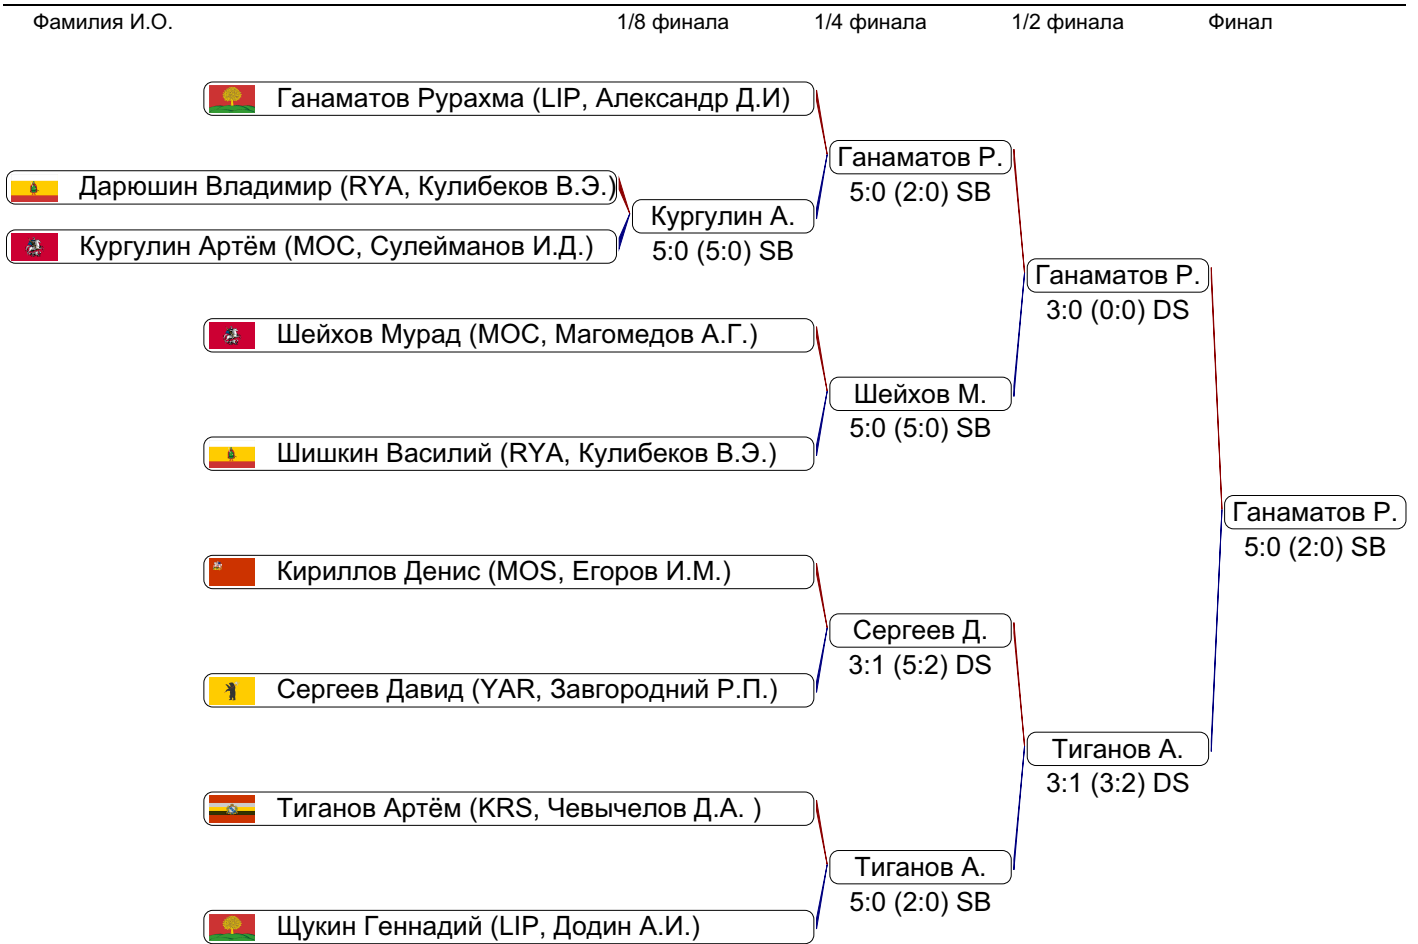 Фамилия И.О. 1/8 финала 1/4 финала 1/2 финала Финал
Ганаматов Рурахма (LIP, Александр Д.И)
Ганаматов Р.
5:0 (2:0) SB
Дарюшин Владимир (RYA, Кулибеков В.Э.)
Кургулин А.
5:0 (5:0) SB
Кургулин Артём (МОС, Сулейманов И.Д.)
Ганаматов Р.
3:0 (0:0) DS
Шейхов Мурад (МОС, Магомедов А.Г.)
Шейхов М.
5:0 (5:0) SB
Шишкин Василий (RYA, Кулибеков В.Э.)
Ганаматов Р.
5:0 (2:0) SB
Кириллов Денис (MOS, Егоров И.М.)
Сергеев Д.
3:1 (5:2) DS
Сергеев Давид (YAR, Завгородний Р.П.)
Тиганов А.
3:1 (3:2) DS
Тиганов Артём (KRS, Чевычелов Д.А. )
Тиганов А.
5:0 (2:0) SB
Щукин Геннадий (LIP, Додин А.И.)